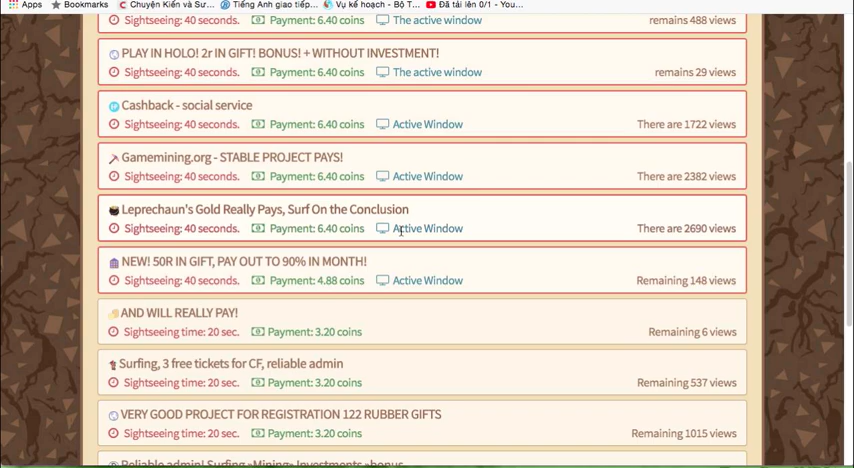 Apps Bookmarks Chuyện Kiến và Sư... Tiếng Anh giao tiếp... Vụ kế hoạch - Bộ T... Đã tải lên 0/1 - You...
Sightseeing: 40 seconds. Payment: 6.40 coins The active window remains 488 views
PLAY IN HOLO! 2r IN GIFT! BONUS! + WITHOUT INVESTMENT!
Sightseeing: 40 seconds. Payment: 6.40 coins The active window remains 29 views
Cashback - social service
Sightseeing: 40 seconds. Payment: 6.40 coins Active Window There are 1722 views
Gamemining.org - STABLE PROJECT PAYS!
Sightseeing: 40 seconds. Payment: 6.40 coins Active Window There are 2382 views
Leprechaun's Gold Really Pays, Surf On the Conclusion
Sightseeing: 40 seconds. Payment: 6.40 coins Active Window There are 2690 views
NEW! 50R IN GIFT, PAY OUT TO 90% IN MONTH!
Sightseeing: 40 seconds. Payment: 4.88 coins Active Window Remaining 148 views
AND WILL REALLY PAY!
Sightseeing time: 20 sec. Payment: 3.20 coins Remaining 6 views
Surfing, 3 free tickets for CF, reliable admin
Sightseeing time: 20 sec. Payment: 3.20 coins Remaining 537 views
VERY GOOD PROJECT FOR REGISTRATION 122 RUBBER GIFTS
Sightseeing time: 20 sec. Payment: 3.20 coins Remaining 1015 views
Reliable admin! Surfing »Mining» Investments »bonus